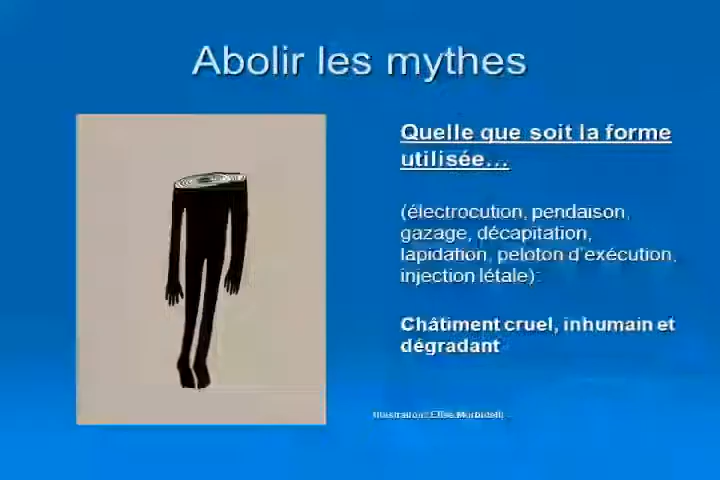 Abolir les mythes
Quelle que soit la forme
utilisée...
(électrocution, pendaison,
gazage, décapitation,
lapidation, peloton d'exécution,
injection létale):
Châtiment cruel, inhumain et
dégradant